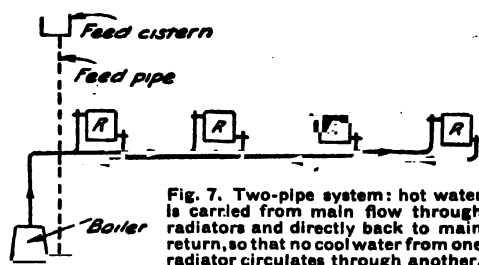 Feed cistern
Feed pipe
R R R
Boiler
Fig. 7. Two-pipe system: hot water
is carried from main flow through
radiators and directly back to main
return, so that no cool water from one
radiator circulates through another.